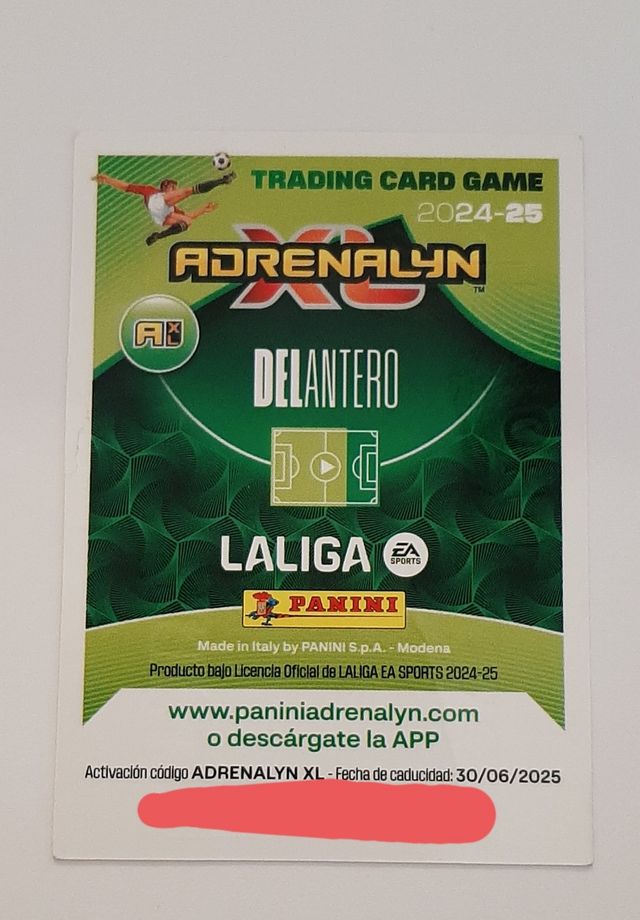 TRADING CARD GAME
2024-25
ADRENALYN XL™
AXL
DELANTERO
LALIGA EA SPORTS
PANINI
Made in Italy by PANINI S.p.A. - Modena
Producto bajo Licencia Oficial de LALIGA EA SPORTS 2024-25
www.paniniadrenalyn.com
o descárgate la APP
Activación código ADRENALYN XL - Fecha de caducidad: 30/06/2025